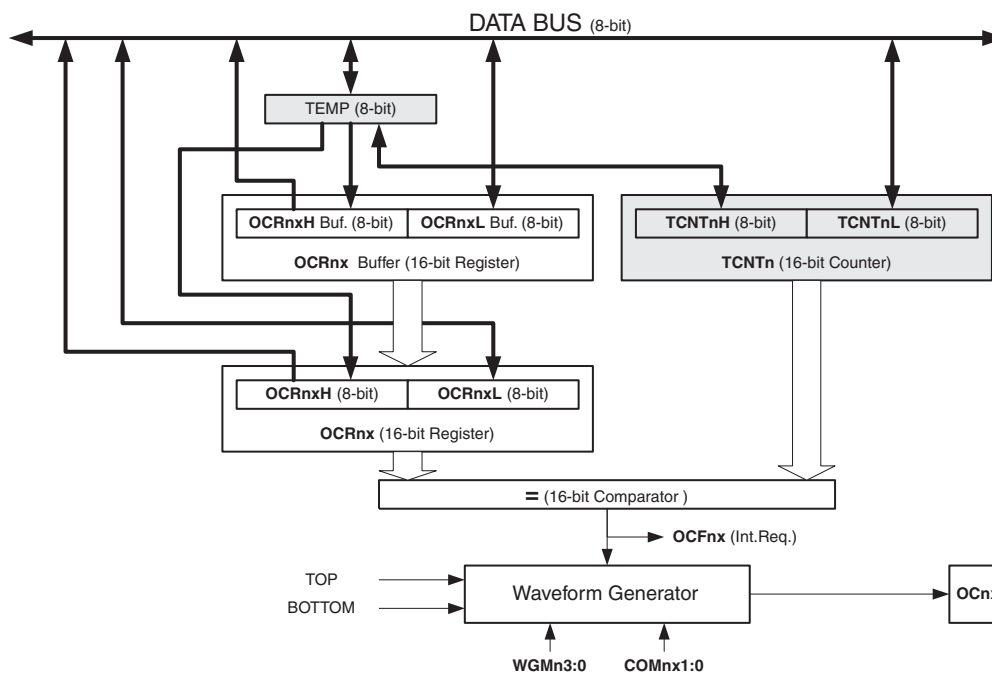 DATA BUS (8-bit)
TEMP (8-bit)
OCRnxH Buf. (8-bit)
OCRnxL Buf. (8-bit)
OCRnx Buffer (16-bit Register)
TCNTnH (8-bit)
TCNTnL (8-bit)
TCNTn (16-bit Counter)
OCRnxH (8-bit)
OCRnxL (8-bit)
OCRnx (16-bit Register)
= (16-bit Comparator )
OCFnx (Int.Req.)
TOP
BOTTOM
Waveform Generator
OCnx
WGMn3:0
COMnx1:0